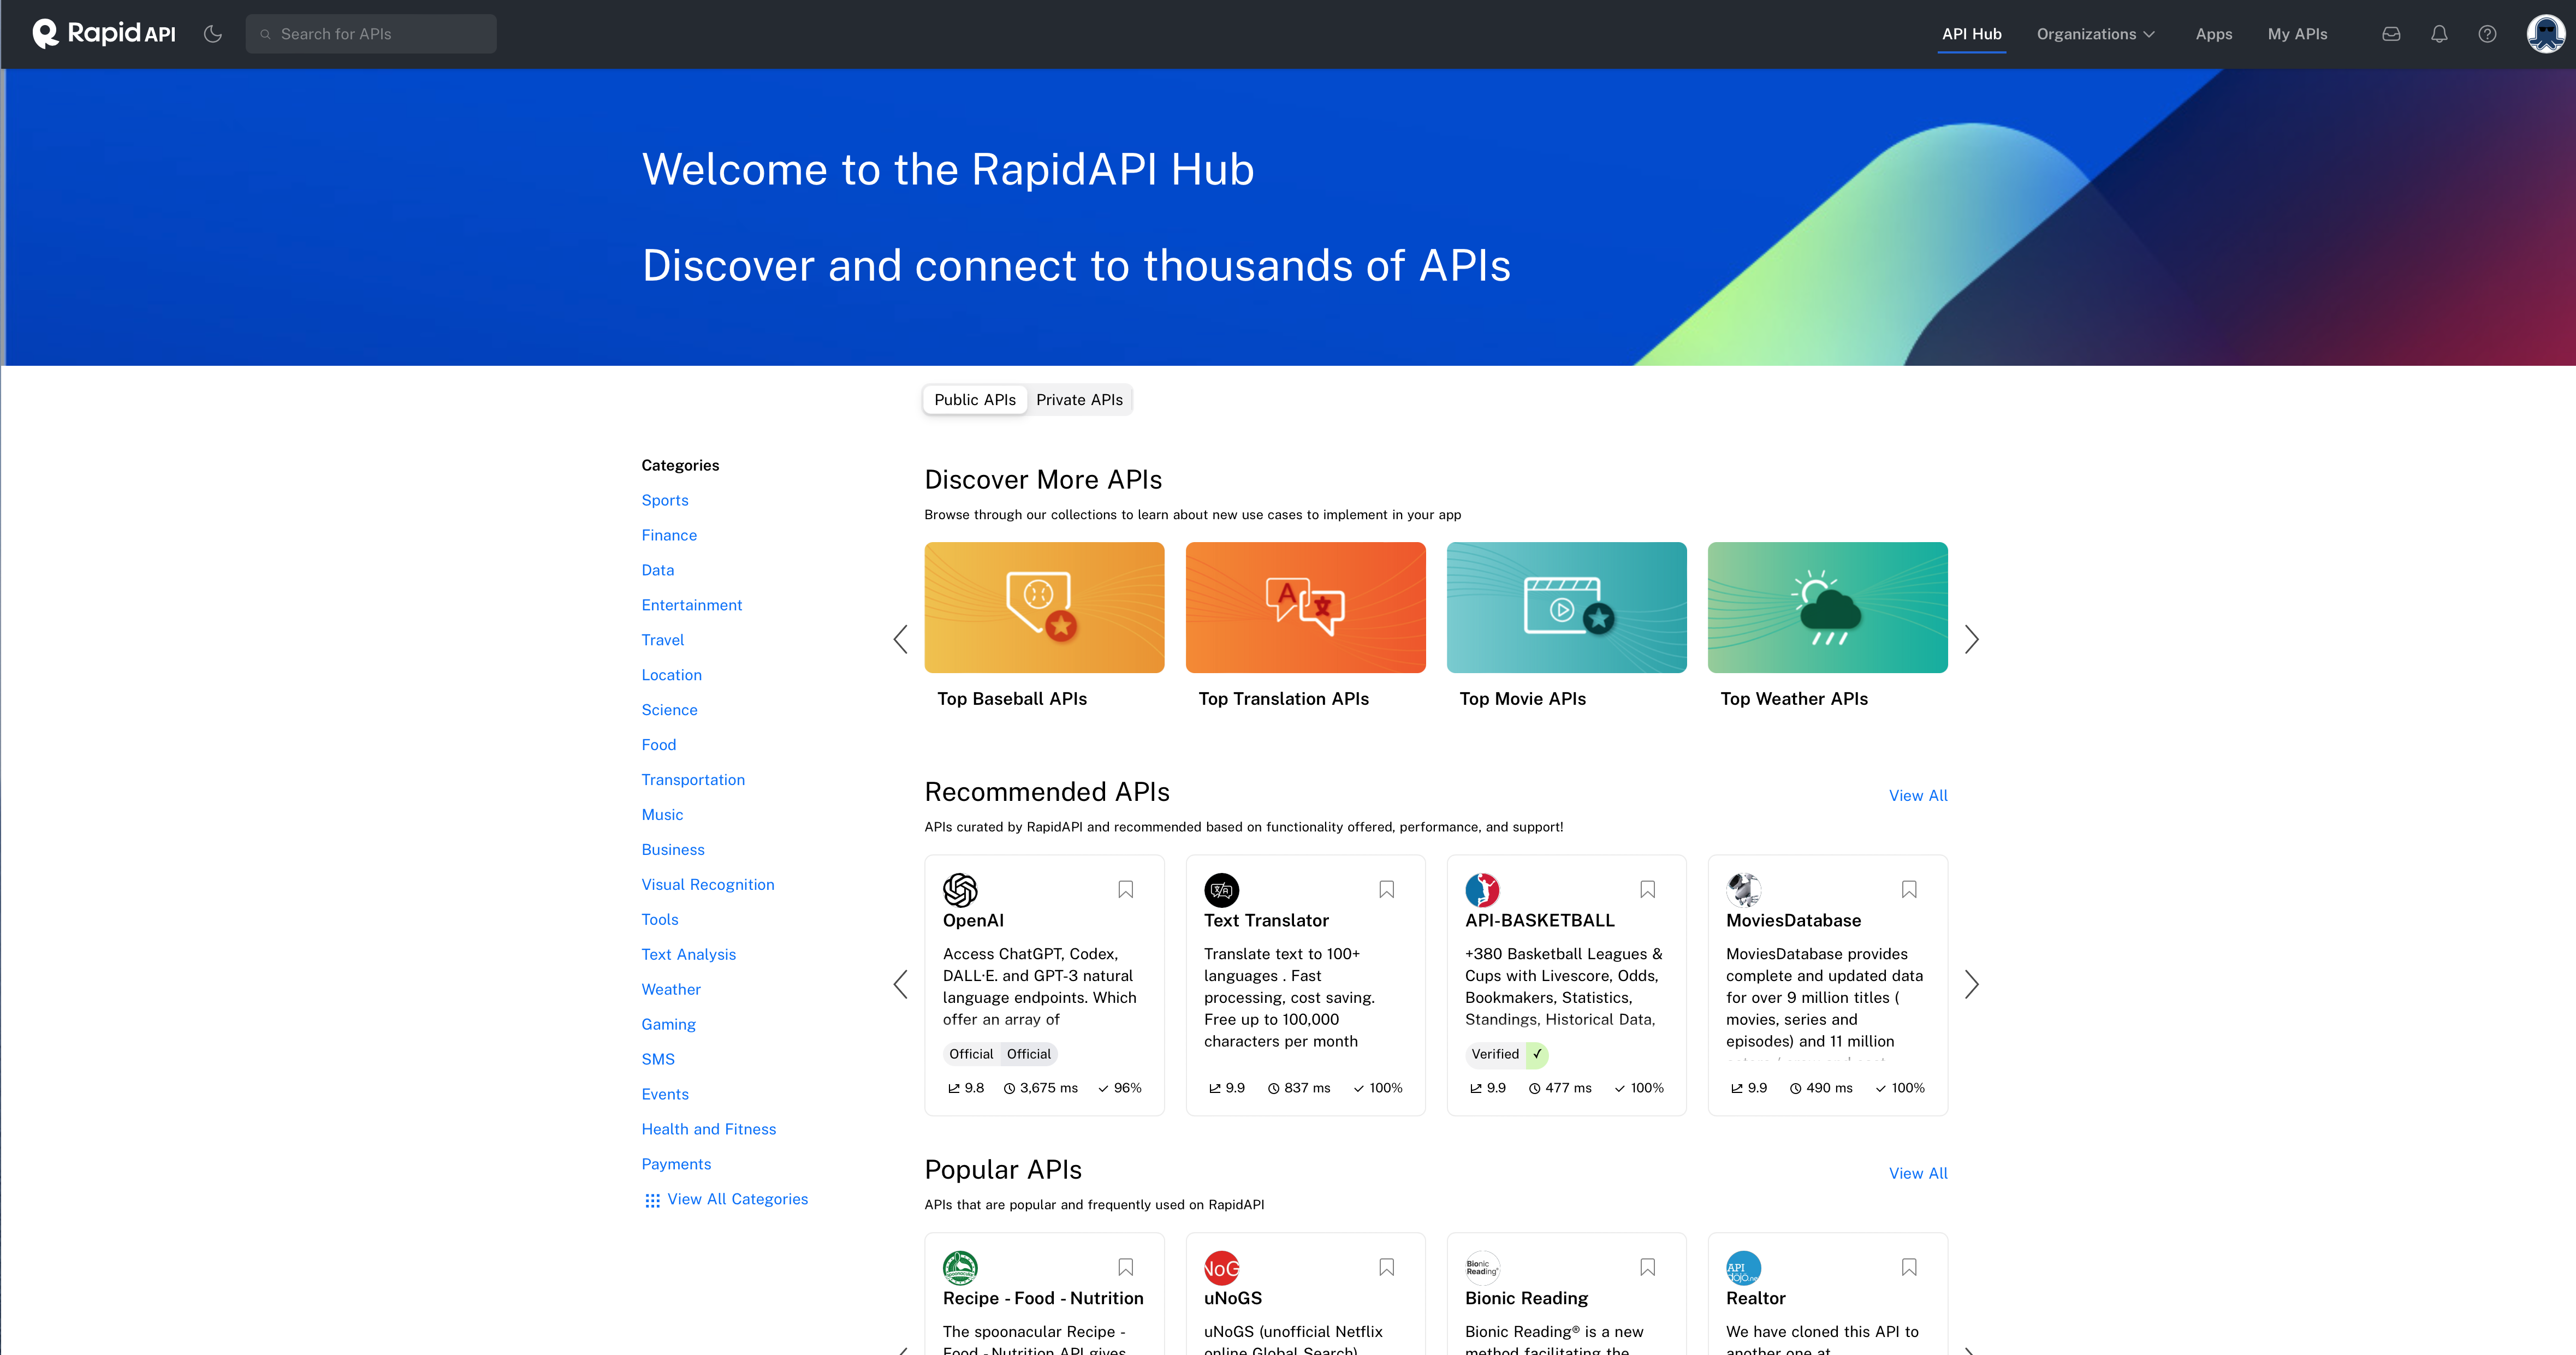 Rapid API
Search for APIs
API Hub
Organizations
Apps
My APIs
Welcome to the RapidAPI Hub
Discover and connect to thousands of APIs
Public APIs
Private APIs
Categories
Sports
Finance
Data
Entertainment
Travel
Location
Science
Food
Transportation
Music
Business
Visual Recognition
Tools
Text Analysis
Weather
Gaming
SMS
Events
Health and Fitness
Payments
View All Categories
Discover More APIs
Browse through our collections to learn about new use cases to implement in your app
A
文
Top Baseball APIs
Top Translation APIs
Top Movie APIs
Top Weather APIs
Recommended APIs
View All
APIs curated by RapidAPI and recommended based on functionality offered, performance, and support!
OpenAI
Access ChatGPT, Codex,
DALL·E. and GPT-3 natural
language endpoints. Which
offer an array of
Official Official
9.8 3,675 ms 96%
Text Translator
Translate text to 100+
languages . Fast
processing, cost saving.
Free up to 100,000
characters per month
9.9 837 ms 100%
API-BASKETBALL
+380 Basketball Leagues &
Cups with Livescore, Odds,
Bookmakers, Statistics,
Standings, Historical Data,
Verified ✓
9.9 477 ms 100%
MoviesDatabase
MoviesDatabase provides
complete and updated data
for over 9 million titles (
movies, series and
episodes) and 11 million
9.9 490 ms 100%
Popular APIs
View All
APIs that are popular and frequently used on RapidAPI
spoonacular
Recipe - Food - Nutrition
The spoonacular Recipe -
Food - Nutrition API gives
NoG
uNoGS
uNoGS (unofficial Netflix
online Global Search)
Bionic
Reading®
Bionic Reading
Bionic Reading® is a new
method facilitating the
API
dojo.net
Realtor
We have cloned this API to
another one at